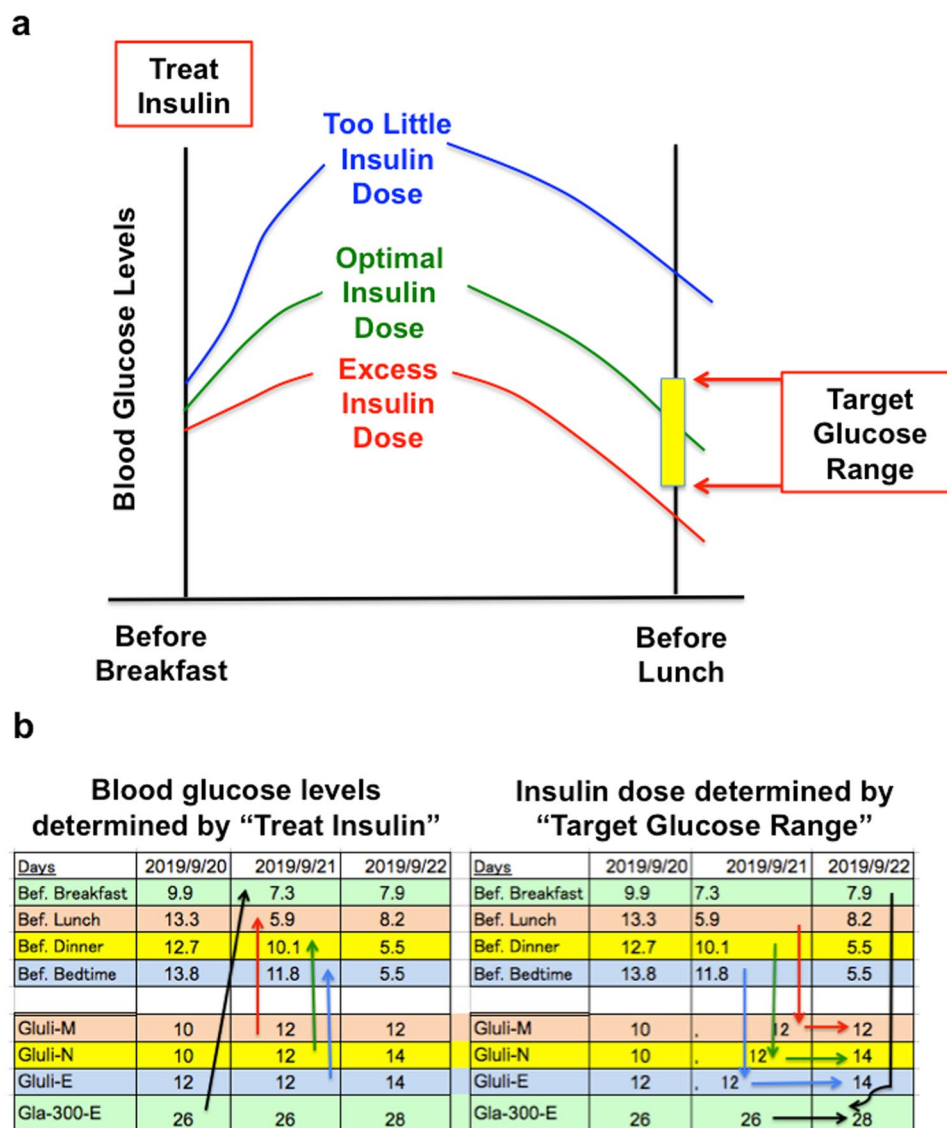 a
Treat
Insulin
Too Little
Insulin
Dose
Optimal
Insulin
Dose
Excess
Insulin
Dose
Blood Glucose Levels
Target
Glucose
Range
Before
Breakfast
Before
Lunch
b
Blood glucose levels
determined by “Treat Insulin”
Days 2019/9/20 2019/9/21 2019/9/22
Bef. Breakfast 9.9 7.3 7.9
Bef. Lunch 13.3 5.9 8.2
Bef. Dinner 12.7 10.1 5.5
Bef. Bedtime 13.8 11.8 5.5
Gluli-M 10 12 12
Gluli-N 10 12 14
Gluli-E 12 12 14
Gla-300-E 26 26 28
Insulin dose determined by
“Target Glucose Range”
Days 2019/9/20 2019/9/21 2019/9/22
Bef. Breakfast 9.9 7.3 7.9
Bef. Lunch 13.3 5.9 8.2
Bef. Dinner 12.7 10.1 5.5
Bef. Bedtime 13.8 11.8 5.5
Gluli-M 10 . 12 12
Gluli-N 10 . 12 14
Gluli-E 12 . 12 14
Gla-300-E 26 26 28